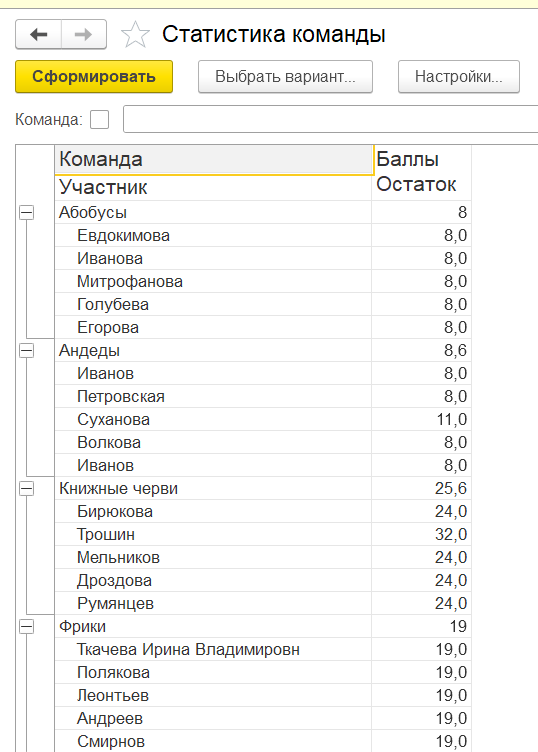 Статистика команды
Сформировать Выбрать вариант... Настройки...
Команда:
Команда Баллы
Участник Остаток
Абобусы 8
Евдокимова 8,0
Иванова 8,0
Митрофанова 8,0
Голубева 8,0
Егорова 8,0
Андеды 8,6
Иванов 8,0
Петровская 8,0
Суханова 11,0
Волкова 8,0
Иванов 8,0
Книжные черви 25,6
Бирюкова 24,0
Трошин 32,0
Мельников 24,0
Дроздова 24,0
Румянцев 24,0
Фрики 19
Ткачева Ирина Владимировн 19,0
Полякова 19,0
Леонтьев 19,0
Андреев 19,0
Смирнов 19,0